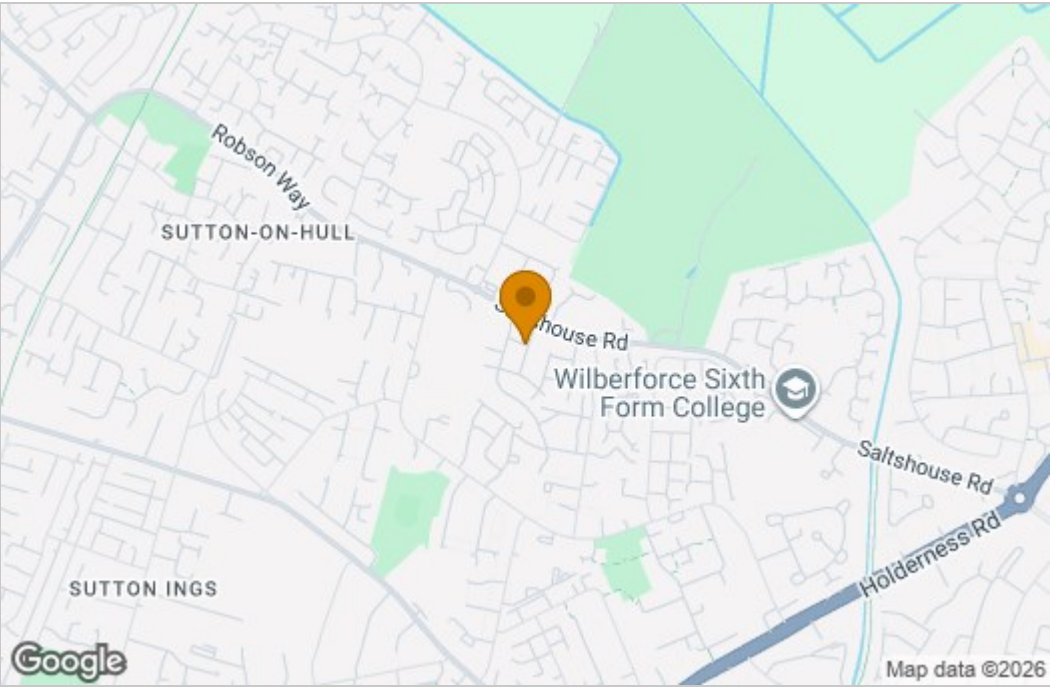 Robson Way
SUTTON-ON-HULL
house Rd
Wilberforce Sixth
Form College
Saltshouse Rd
Holderness Rd
SUTTON INGS
Google
Map data ©2026